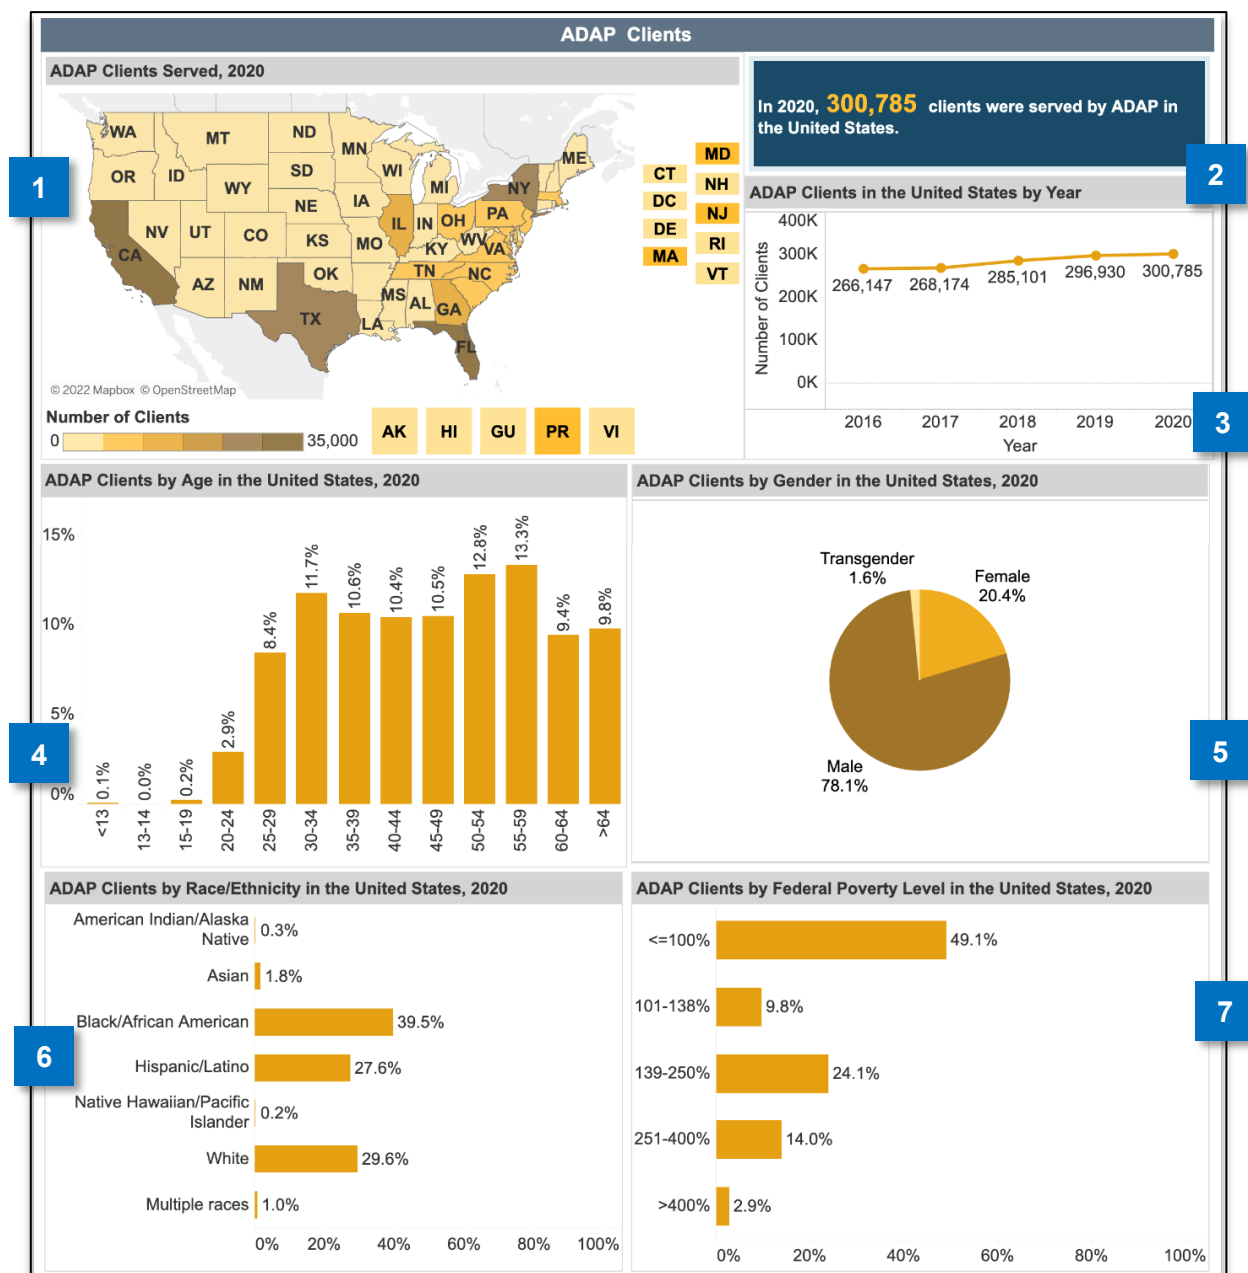 ADAP Clients
ADAP Clients Served, 2020
WA
MT
ND
MN
ME
OR
ID
SD
WI
MI
NY
WY
NE
IA
IL
IN
OH
PA
NV
UT
CO
KS
MO
KY
WV
VA
CA
AZ
NM
OK
TN
NC
TX
MS
AL
GA
LA
FL
MD
CT
NH
DC
NJ
DE
RI
MA
VT
© 2022 Mapbox © OpenStreetMap
Number of Clients
0
35,000
AK
HI
GU
PR
VI
1
In 2020, 300,785 clients were served by ADAP in
the United States.
2
ADAP Clients in the United States by Year
Number of Clients
400K
300K
200K
100K
0K
266,147
268,174
285,101
296,930
300,785
2016
2017
2018
2019
2020
Year
3
ADAP Clients by Age in the United States, 2020
15%
10%
5%
0%
0.1%
0.0%
0.2%
2.9%
8.4%
11.7%
10.6%
10.4%
10.5%
12.8%
13.3%
9.4%
9.8%
<13
13-14
15-19
20-24
25-29
30-34
35-39
40-44
45-49
50-54
55-59
60-64
>64
4
ADAP Clients by Gender in the United States, 2020
Transgender
1.6%
Female
20.4%
Male
78.1%
5
ADAP Clients by Race/Ethnicity in the United States, 2020
American Indian/Alaska
Native
0.3%
Asian
1.8%
Black/African American
39.5%
Hispanic/Latino
27.6%
Native Hawaiian/Pacific
Islander
0.2%
White
29.6%
Multiple races
1.0%
0%
20%
40%
60%
80%
100%
6
ADAP Clients by Federal Poverty Level in the United States, 2020
<=100%
49.1%
101-138%
9.8%
139-250%
24.1%
251-400%
14.0%
>400%
2.9%
0%
20%
40%
60%
80%
100%
7